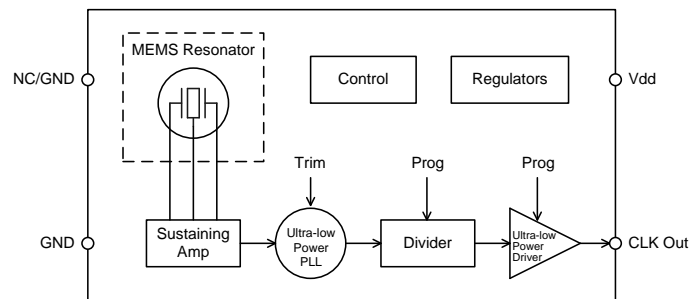 MEMS Resonator
Control
Regulators
NC/GND
Vdd
Trim
Prog
Prog
GND
Sustaining
Amp
Ultra-low
Power
PLL
Divider
Ultra-low
Power
Driver
CLK Out